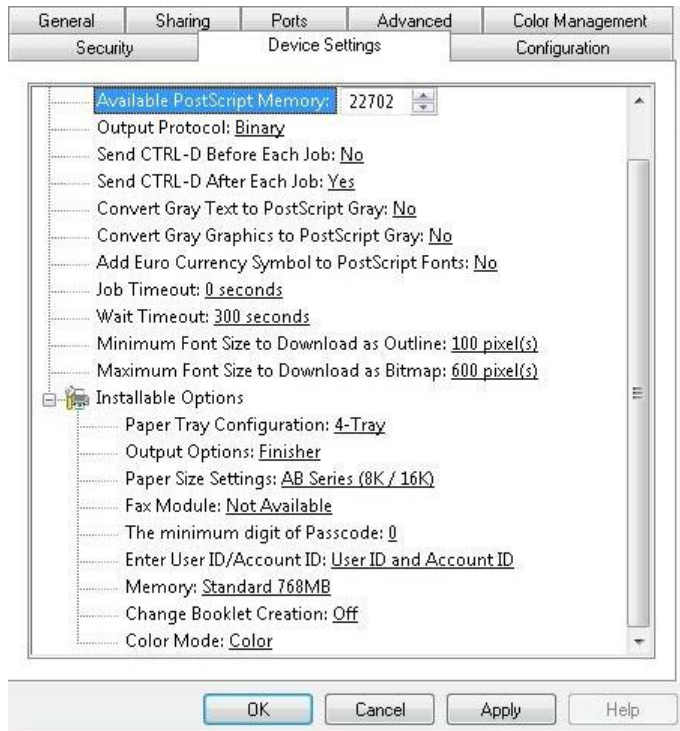 General Sharing Ports Advanced Color Management
Security Device Settings Configuration
Available PostScript Memory: 22702
Output Protocol: Binary
Send CTRL-D Before Each Job: No
Send CTRL-D After Each Job: Yes
Convert Gray Text to PostScript Gray: No
Convert Gray Graphics to PostScript Gray: No
Add Euro Currency Symbol to PostScript Fonts: No
Job Timeout: 0 seconds
Wait Timeout: 300 seconds
Minimum Font Size to Download as Outline: 100 pixel(s)
Maximum Font Size to Download as Bitmap: 600 pixel(s)
Installable Options
Paper Tray Configuration: 4-Tray
Output Options: Finisher
Paper Size Settings: AB Series (8K / 16K)
Fax Module: Not Available
The minimum digit of Passcode: 0
Enter User ID/Account ID: User ID and Account ID
Memory: Standard 768MB
Change Booklet Creation: Off
Color Mode: Color
OK Cancel Apply Help